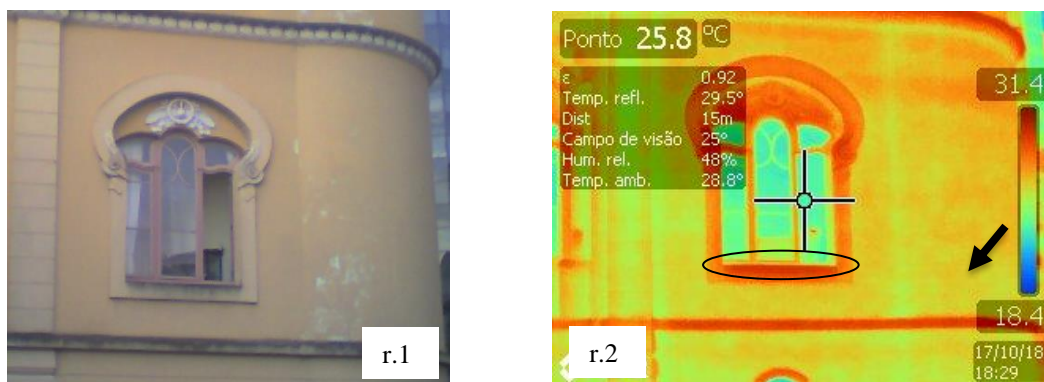 r.1
Ponto 25.8 °C
ε 0.92
Temp. refl. 29.5°
Dist 15m
Campo de visão 25°
Hum. rel. 48%
Temp. amb. 28.8°
31.4
18.4
17/10/18
18:29
r.2